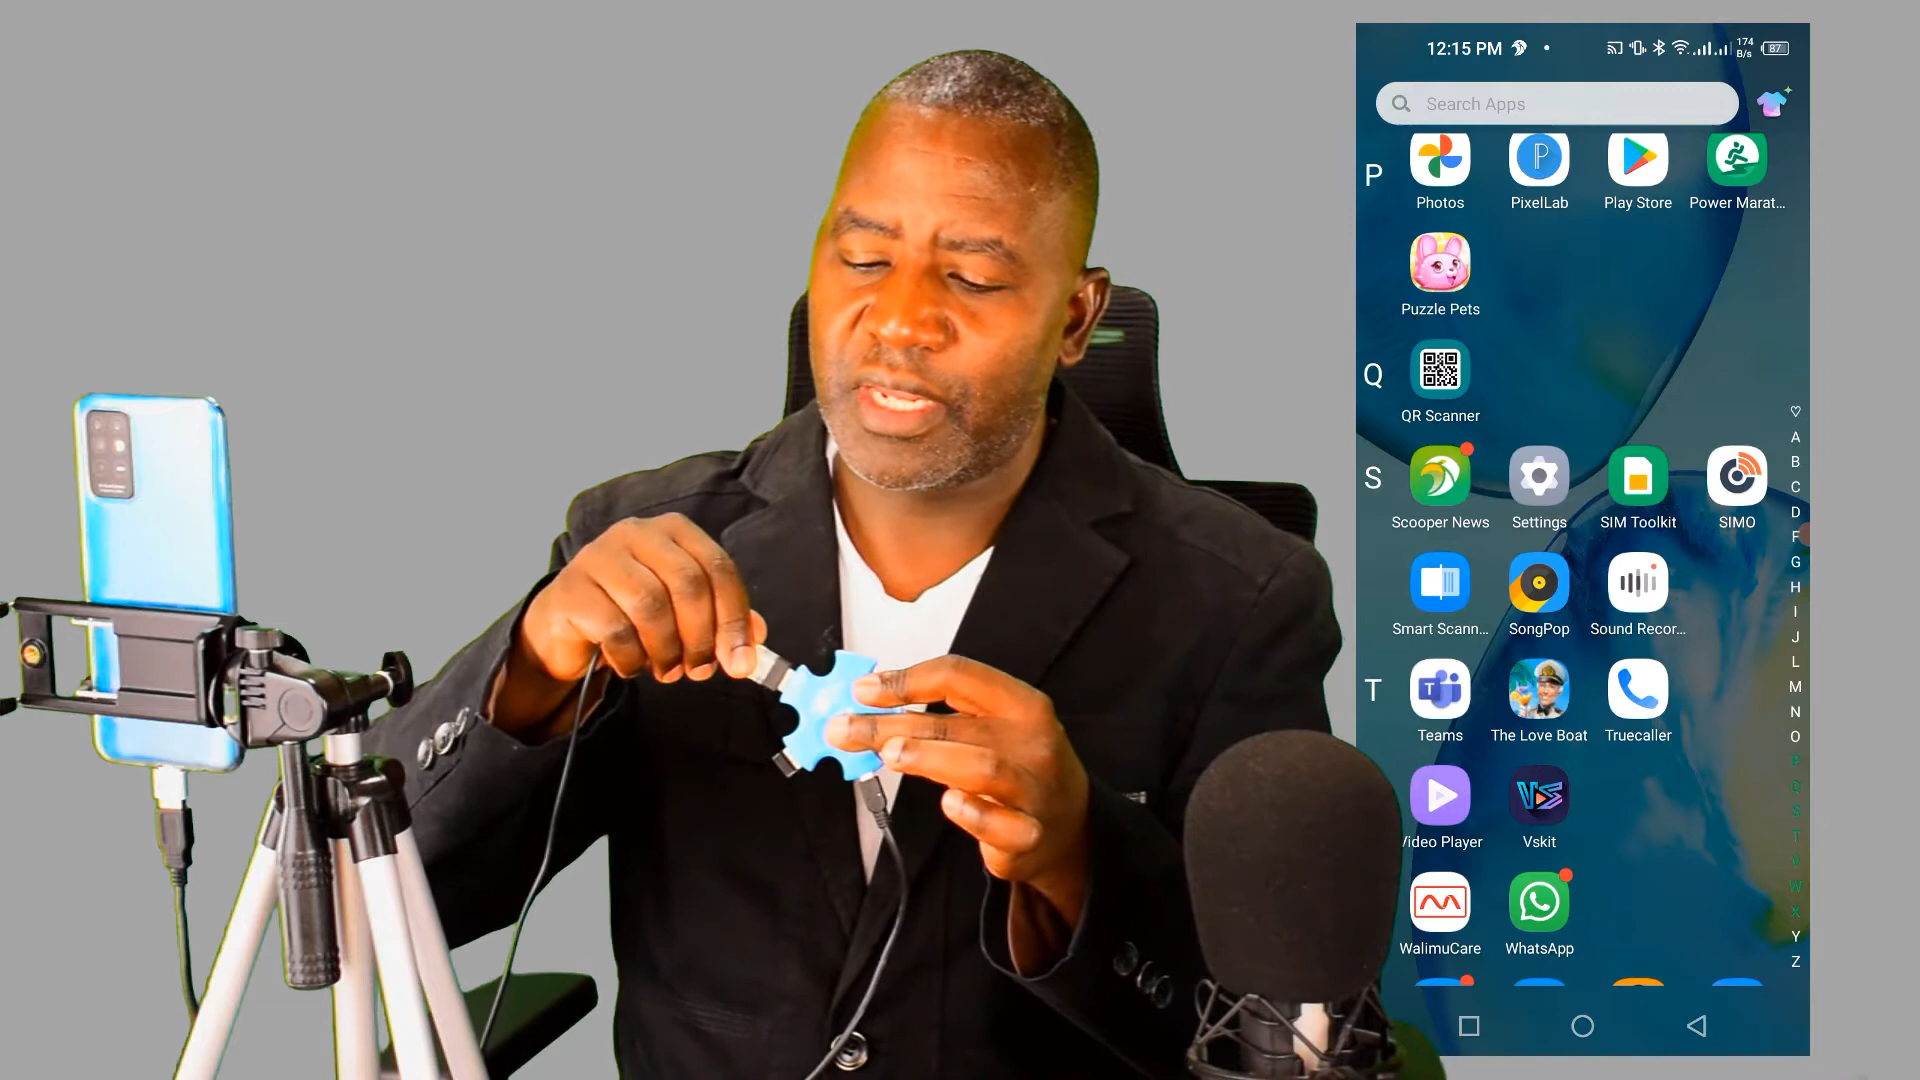 12:15 PM
174
B/s
87
Search Apps
P
Photos
PixelLab
Play Store
Power Marat...
Puzzle Pets
Q
QR Scanner
S
Scooper News
Settings
SIM Toolkit
SIMO
Smart Scann...
SongPop
Sound Recor...
T
Teams
The Love Boat
Truecaller
Video Player
Vskit
WalimuCare
WhatsApp
A
B
C
D
F
G
H
I
J
L
M
N
O
P
Q
S
T
V
W
X
Y
Z